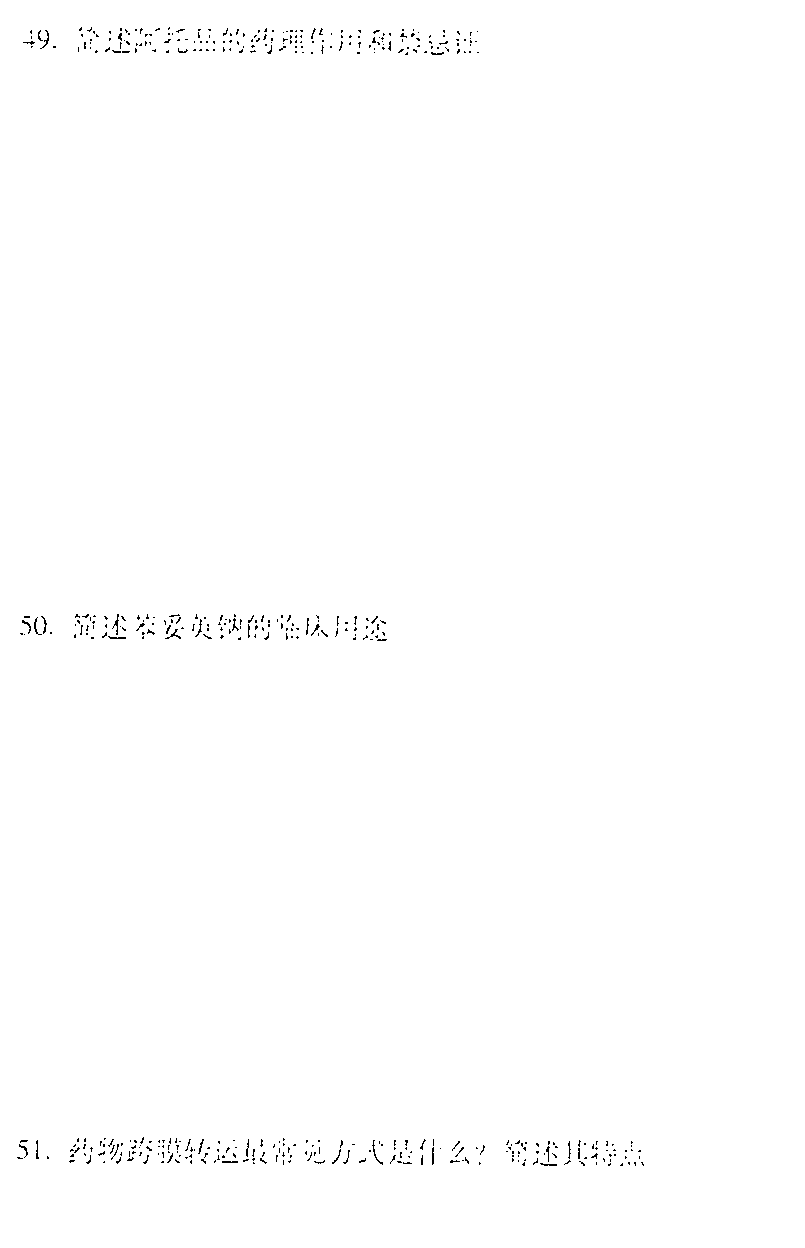 49. 简述阿托品的药理作用和禁忌证
50. 简述苯妥英钠的临床用途
51. 药物跨膜转运最常见方式是什么？简述其特点